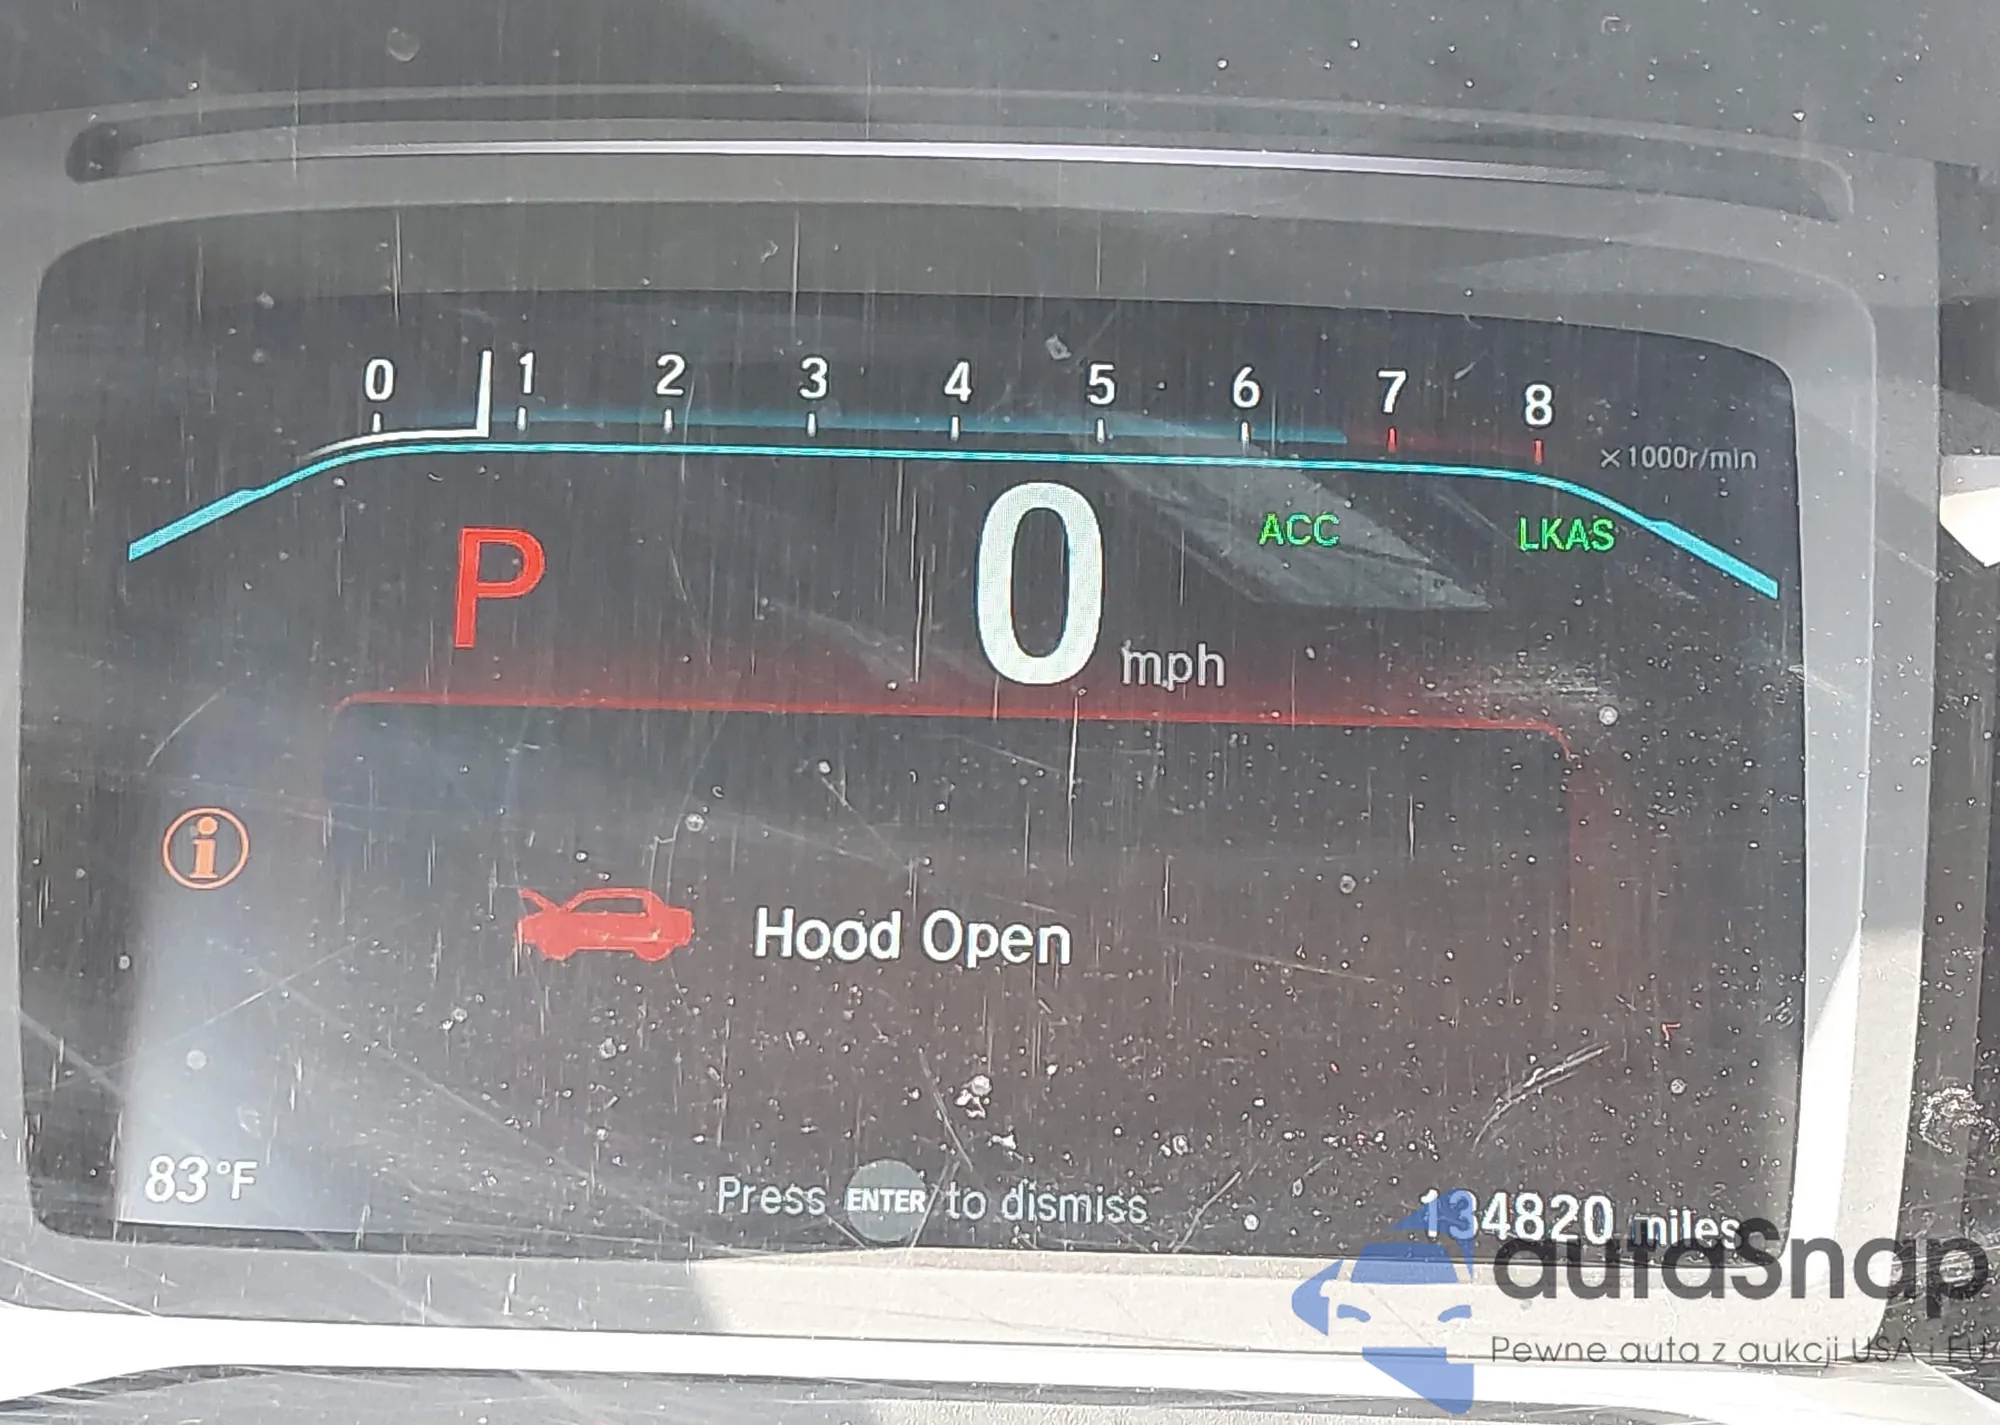 0 1 2 3 4 5 6 7 8
×1000r/min
P 0 mph ACC LKAS
i
Hood Open
83°F Press ENTER to dismiss 134820 miles
autaSnap
Pewne auta z aukcji USA i EU